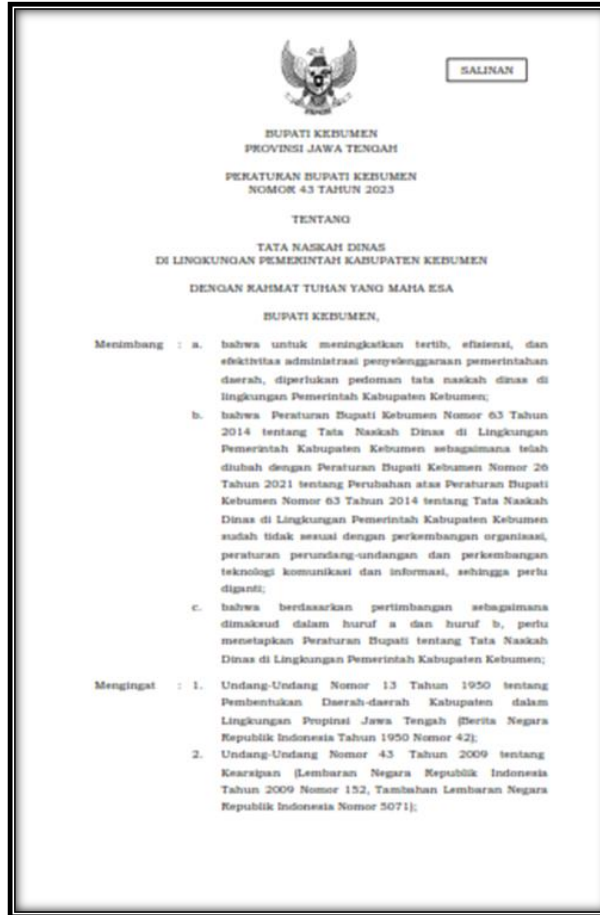 SALINAN
BUPATI KEBUMEN
PROVINSI JAWA TENGAH
PERATURAN BUPATI KEBUMEN
NOMOR 43 TAHUN 2023
TENTANG
TATA NASKAH DINAS
DI LINGKUNGAN PEMERINTAH KABUPATEN KEBUMEN
DENGAN RAHMAT TUHAN YANG MAHA ESA
BUPATI KEBUMEN,
Menimbang : a. bahwa untuk meningkatkan tertib, efisiensi, dan
efektivitas administrasi penyelenggaraan pemerintahan
daerah, diperlukan pedoman tata naskah dinas di
lingkungan Pemerintah Kabupaten Kebumen;
b. bahwa Peraturan Bupati Kebumen Nomor 63 Tahun
2014 tentang Tata Naskah Dinas di Lingkungan
Pemerintah Kabupaten Kebumen sebagaimana telah
diubah dengan Peraturan Bupati Kebumen Nomor 26
Tahun 2021 tentang Perubahan atas Peraturan Bupati
Kebumen Nomor 63 Tahun 2014 tentang Tata Naskah
Dinas di Lingkungan Pemerintah Kabupaten Kebumen
sudah tidak sesuai dengan perkembangan organisasi,
peraturan perundang-undangan dan perkembangan
teknologi komunikasi dan informasi, sehingga perlu
diganti;
c. bahwa berdasarkan pertimbangan sebagaimana
dimaksud dalam huruf a dan huruf b, perlu
menetapkan Peraturan Bupati tentang Tata Naskah
Dinas di Lingkungan Pemerintah Kabupaten Kebumen;
Mengingat : 1. Undang-Undang Nomor 13 Tahun 1950 tentang
Pembentukan Daerah-daerah Kabupaten dalam
Lingkungan Propinsi Jawa Tengah (Berita Negara
Republik Indonesia Tahun 1950 Nomor 42);
2. Undang-Undang Nomor 43 Tahun 2009 tentang
Kearsipan (Lembaran Negara Republik Indonesia
Tahun 2009 Nomor 152, Tambahan Lembaran Negara
Republik Indonesia Nomor 5071);